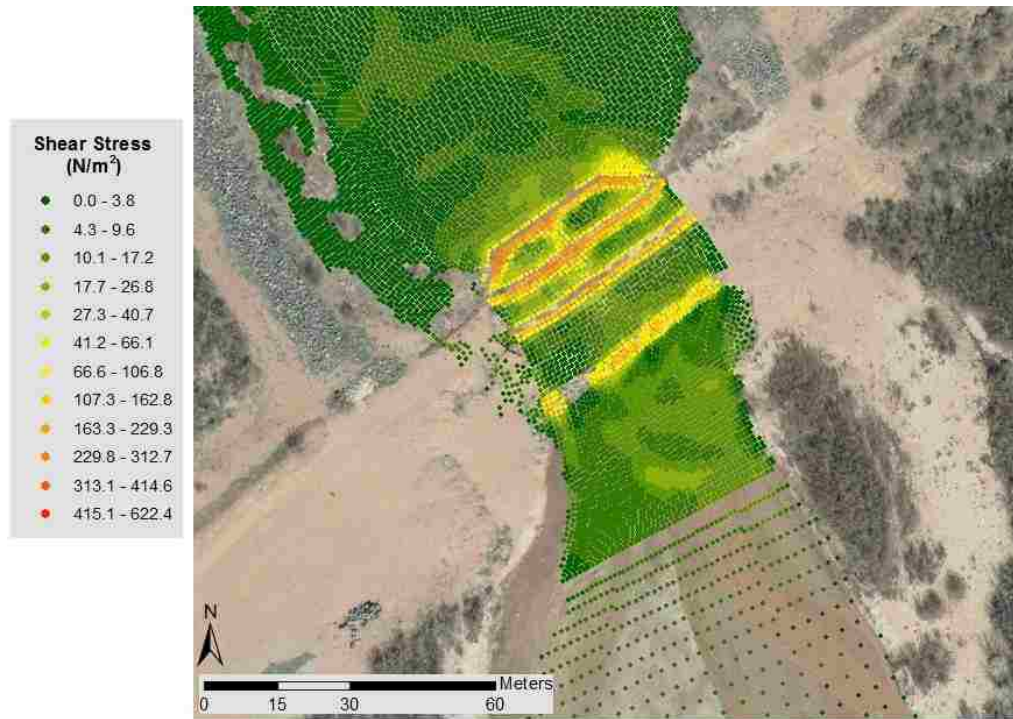 Shear Stress
(N/m²)
0.0 - 3.8
4.3 - 9.6
10.1 - 17.2
17.7 - 26.8
27.3 - 40.7
41.2 - 66.1
66.6 - 106.8
107.3 - 162.8
163.3 - 229.3
229.8 - 312.7
313.1 - 414.6
415.1 - 622.4
N
Meters
0 15 30 60